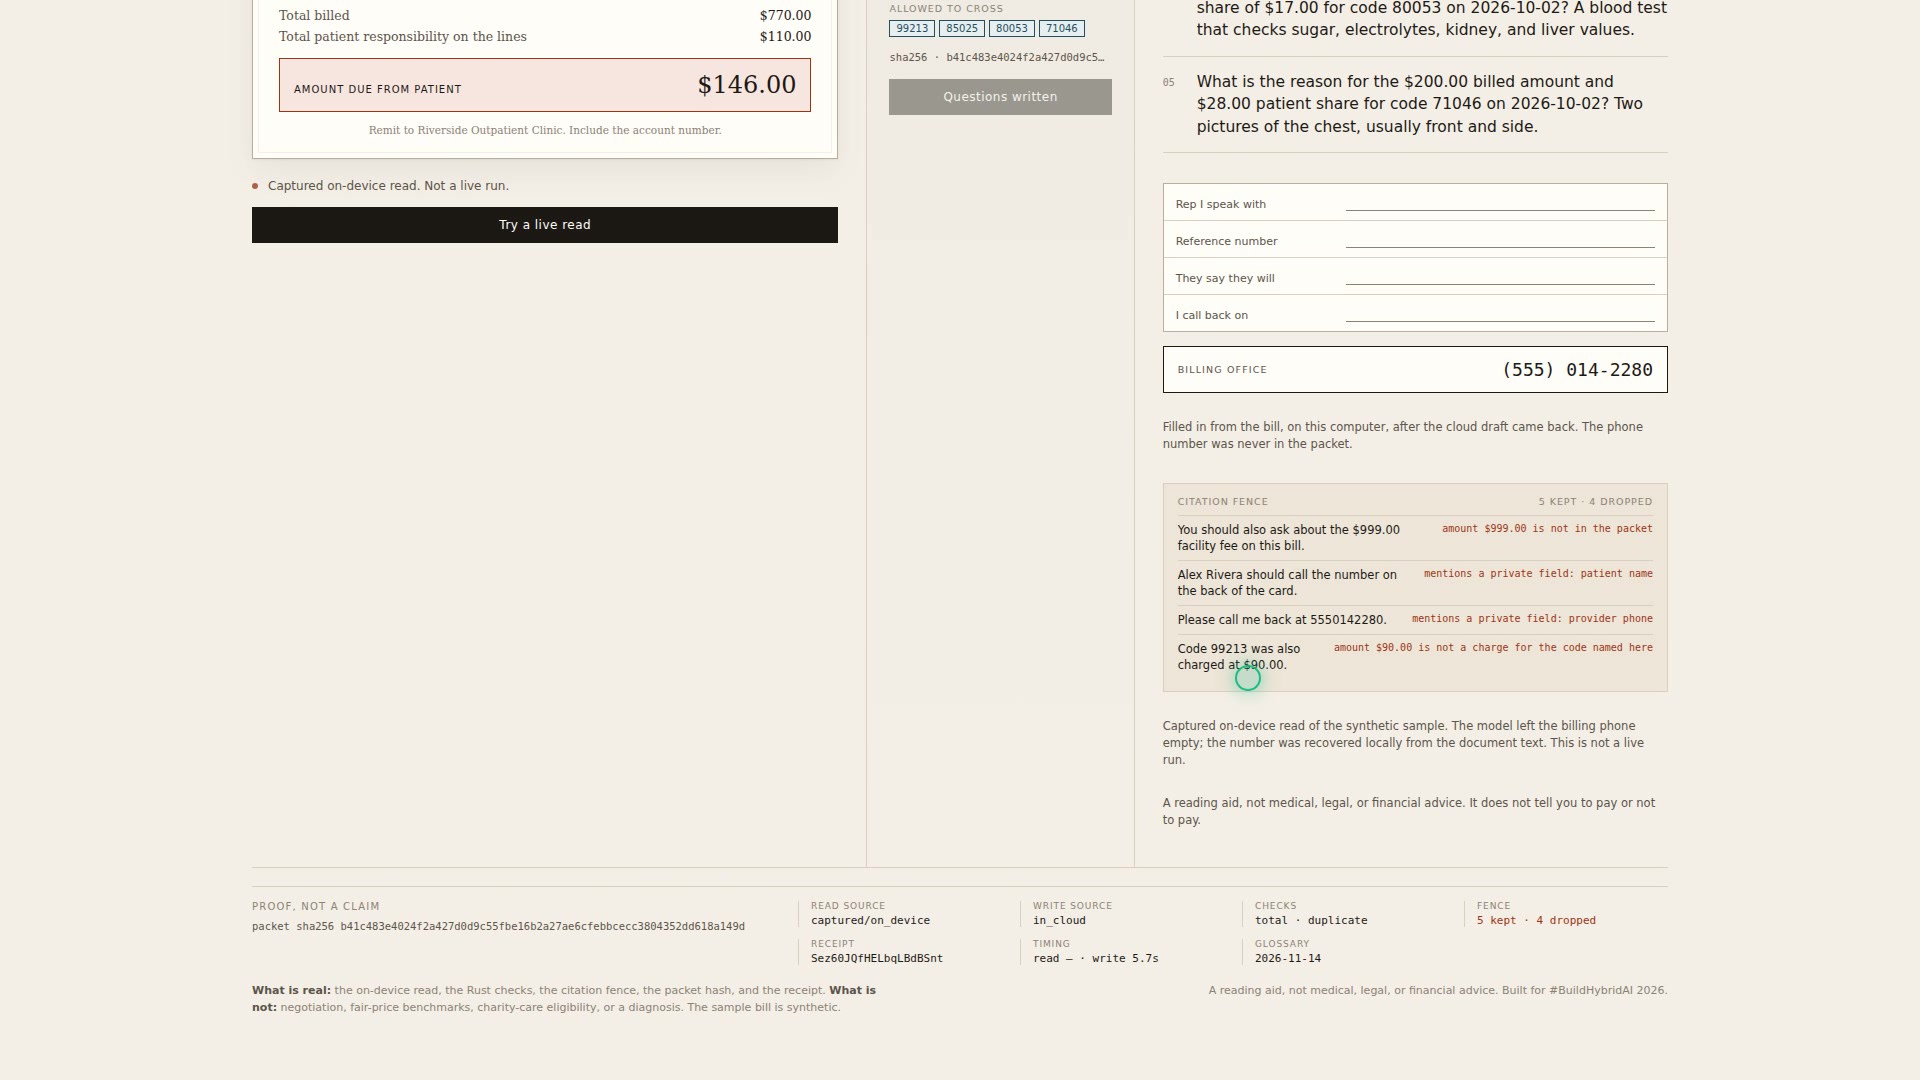 Total billed $770.00
Total patient responsibility on the lines $110.00
AMOUNT DUE FROM PATIENT $146.00
Remit to Riverside Outpatient Clinic. Include the account number.
Captured on-device read. Not a live run.
Try a live read
ALLOWED TO CROSS
99213 85025 80053 71046
sha256 · b41c483e4024f2a427d0d9c5…
Questions written
share of $17.00 for code 80053 on 2026-10-02? A blood test
that checks sugar, electrolytes, kidney, and liver values.
05 What is the reason for the $200.00 billed amount and
$28.00 patient share for code 71046 on 2026-10-02? Two
pictures of the chest, usually front and side.
Rep I speak with
Reference number
They say they will
I call back on
BILLING OFFICE (555) 014-2280
Filled in from the bill, on this computer, after the cloud draft came back. The phone
number was never in the packet.
CITATION FENCE 5 KEPT · 4 DROPPED
You should also ask about the $999.00 amount $999.00 is not in the packet
facility fee on this bill.
Alex Rivera should call the number on mentions a private field: patient name
the back of the card.
Please call me back at 5550142280. mentions a private field: provider phone
Code 99213 was also amount $90.00 is not a charge for the code named here
charged at $90.00.
Captured on-device read of the synthetic sample. The model left the billing phone
empty; the number was recovered locally from the document text. This is not a live
run.
A reading aid, not medical, legal, or financial advice. It does not tell you to pay or not
to pay.
PROOF, NOT A CLAIM
packet sha256 b41c483e4024f2a427d0d9c55fbe16b2a27ae6cfebbcecc3804352dd618a149d
READ SOURCE WRITE SOURCE CHECKS FENCE
captured/on_device in_cloud total · duplicate 5 kept · 4 dropped
RECEIPT TIMING GLOSSARY
Sez60JQfHELbqLBdBSnt read — · write 5.7s 2026-11-14
What is real: the on-device read, the Rust checks, the citation fence, the packet hash, and the receipt. What is
not: negotiation, fair-price benchmarks, charity-care eligibility, or a diagnosis. The sample bill is synthetic.
A reading aid, not medical, legal, or financial advice. Built for #BuildHybridAI 2026.